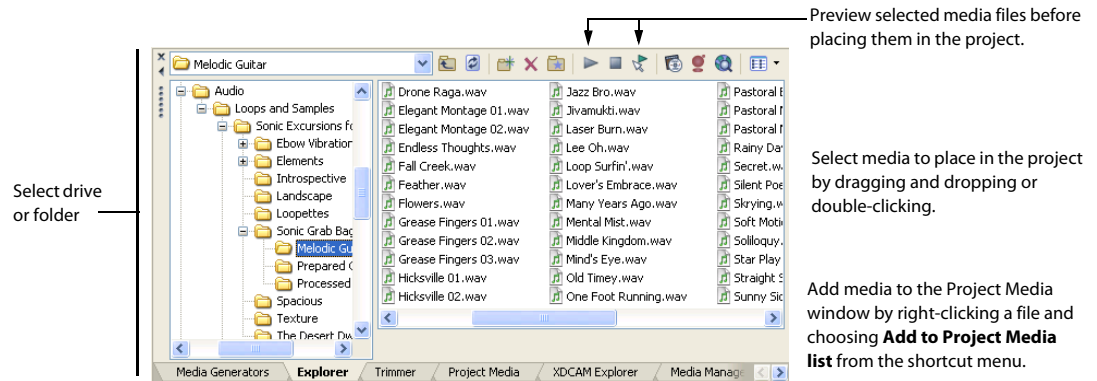 Preview selected media files before
placing them in the project.
Melodic Guitar
Audio
Loops and Samples
Sonic Excursions fo
Ebow Vibration
Elements
Introspective
Landscape
Loopettes
Sonic Grab Bag
Melodic Gu
Prepared G
Processed
Spacious
Texture
The Desert Dw
Drone Raga.wav
Elegant Montage 01.wav
Elegant Montage 02.wav
Endless Thoughts.wav
Fall Creek.wav
Feather.wav
Flowers.wav
Grease Fingers 01.wav
Grease Fingers 02.wav
Grease Fingers 03.wav
Hicksville 01.wav
Hicksville 02.wav
Jazz Bro.wav
Jivamukti.wav
Laser Burn.wav
Lee Oh.wav
Loop Surfin'.wav
Lover's Embrace.wav
Many Years Ago.wav
Mental Mist.wav
Middle Kingdom.wav
Mind's Eye.wav
Old Timey.wav
One Foot Running.wav
Pastoral
Pastoral
Pastoral
Rainy Da
Secret.w
Silent Poe
Skrying.w
Soft Moti
Soliloquy.
Star Play
Straight S
Sunny Sid
Select drive
or folder
Select media to place in the project
by dragging and dropping or
double-clicking.
Add media to the Project Media
window by right-clicking a file and
choosing Add to Project Media
list from the shortcut menu.
Media Generators
Explorer
Trimmer
Project Media
XDCAM Explorer
Media Manage